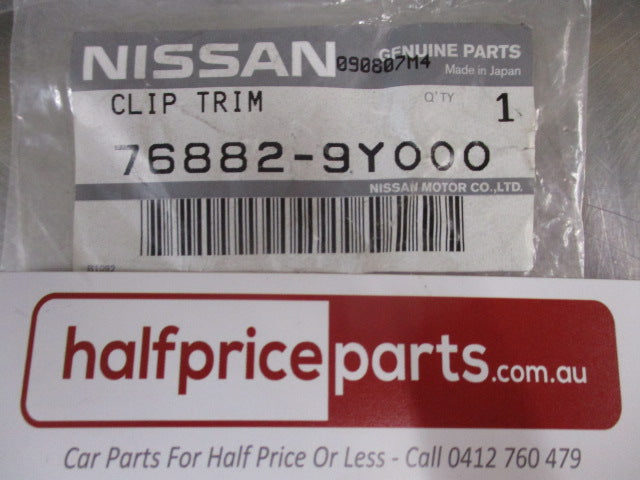 NISSAN GENUINE PARTS
090807M4 Made in Japan
CLIP TRIM Q'TY 1
76882-9Y000
NISSAN MOTOR CO.,LTD.
halfpriceparts.com.au
Car Parts For Half Price Or Less - Call 0412 760 479